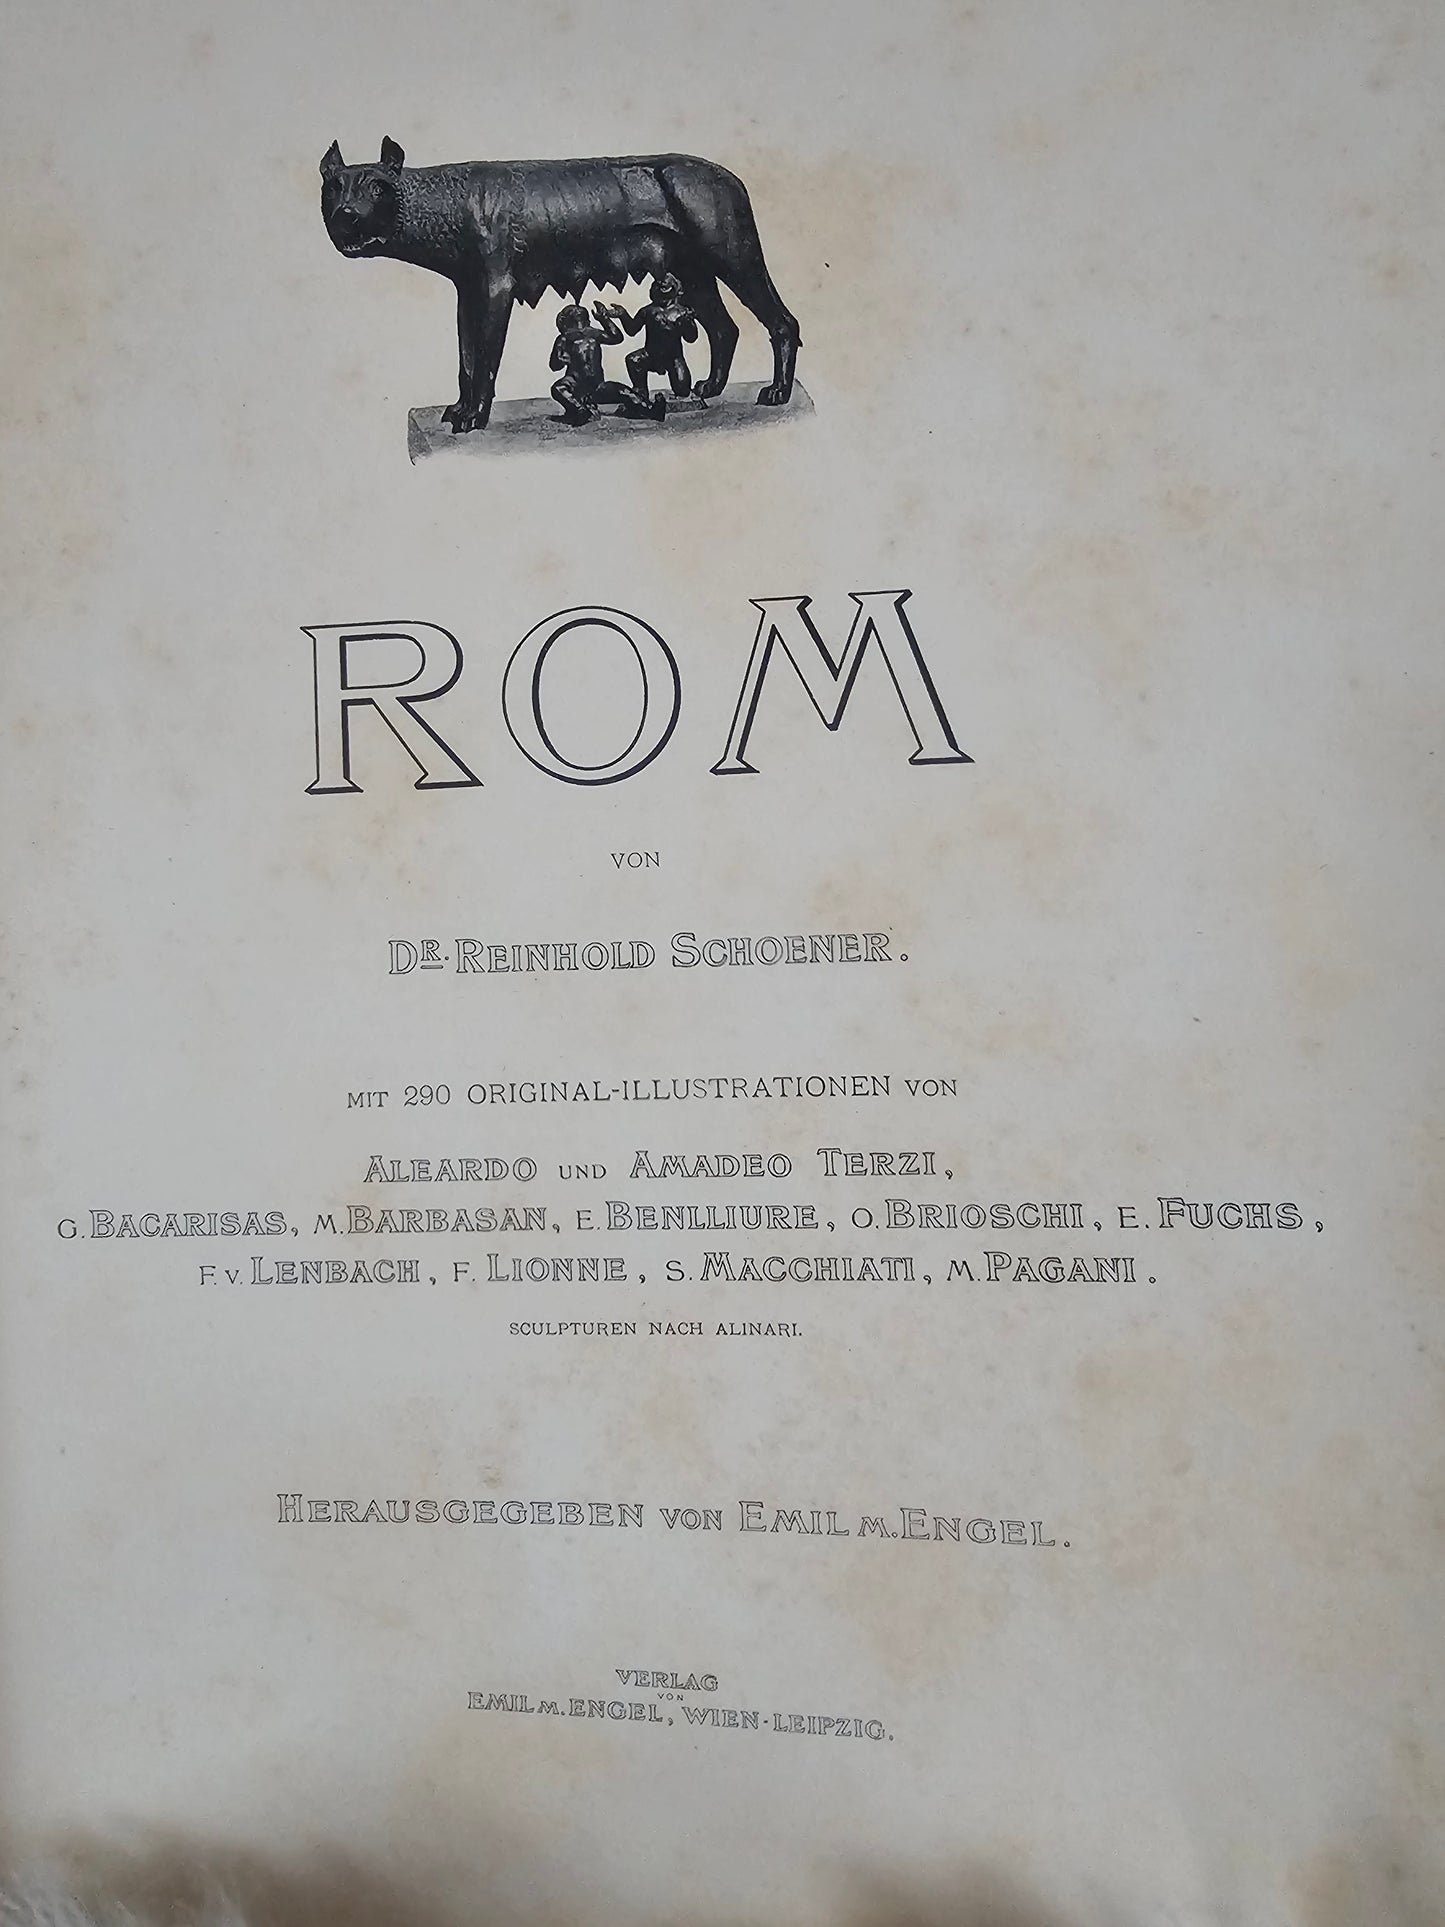 ROM
VON
DR. REINHOLD SCHOENER.
MIT 290 ORIGINAL-ILLUSTRATIONEN VON
ALEARDO UND AMADEO TERZI,
G. BACARISAS, M. BARBASAN, E. BENLLIURE, O. BRIOSCHI, E. FUCHS,
F. V. LENBACH, F. LIONNE, S. MACCHIATI, M. PAGANI.
SCULPTUREN NACH ALINARI.
HERAUSGEGEBEN VON EMIL M. ENGEL.
VERLAG
VON
EMIL M. ENGEL, WIEN-LEIPZIG.